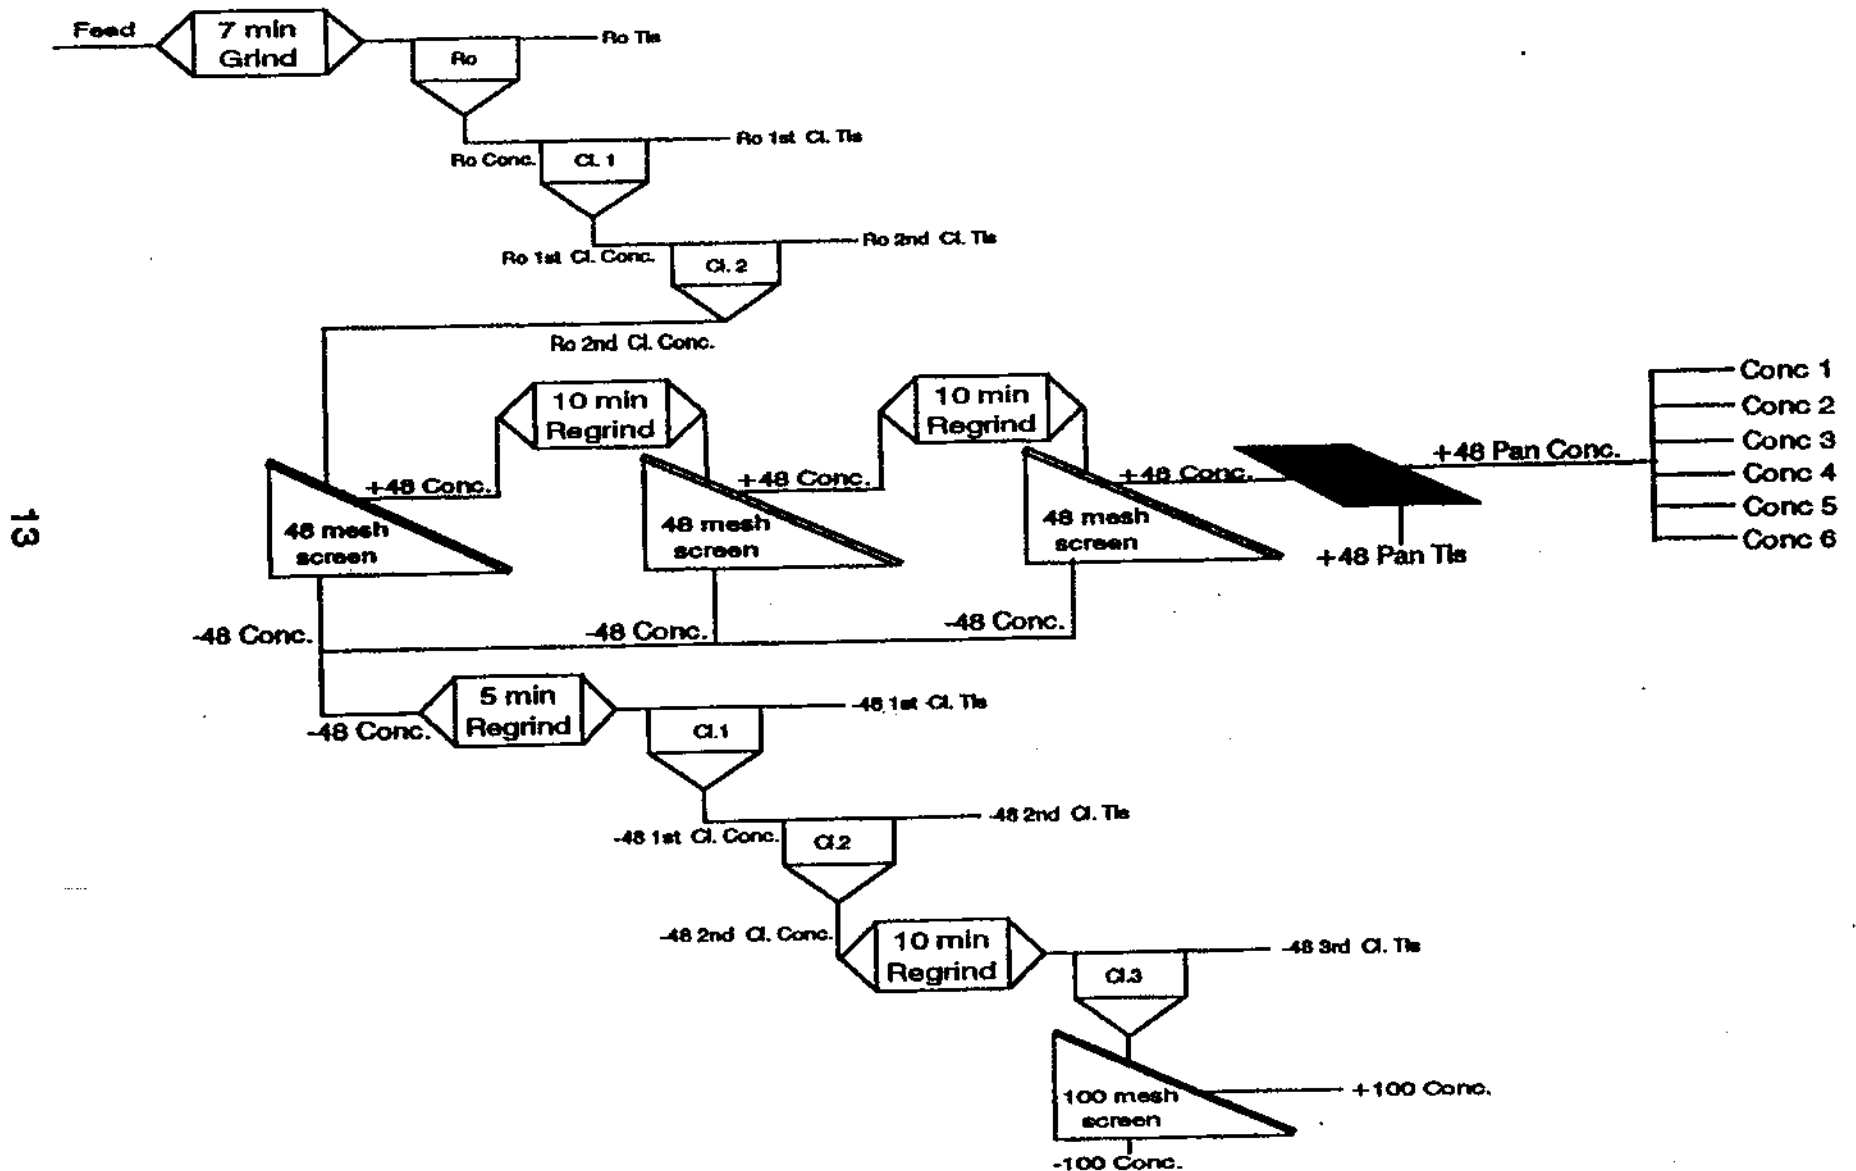 Feed
7 min
Grind
Ro
Ro Tls
Ro Conc.
Cl. 1
Ro 1st Cl. Tls
Ro 1st Cl. Conc.
Cl. 2
Ro 2nd Cl. Tls
Ro 2nd Cl. Conc.
10 min
Regrind
10 min
Regrind
+48 Conc.
+48 Conc.
+48 Conc.
+48 Pan Conc.
Conc 1
Conc 2
Conc 3
Conc 4
Conc 5
Conc 6
48 mesh
screen
48 mesh
screen
48 mesh
screen
+48 Pan Tls
13
-48 Conc.
-48 Conc.
-48 Conc.
-48 Conc.
5 min
Regrind
Cl.1
-48 1st Cl. Tls
-48 1st Cl. Conc.
Cl.2
-48 2nd Cl. Tls
-48 2nd Cl. Conc.
10 min
Regrind
Cl.3
-48 3rd Cl. Tls
100 mesh
screen
+100 Conc.
-100 Conc.